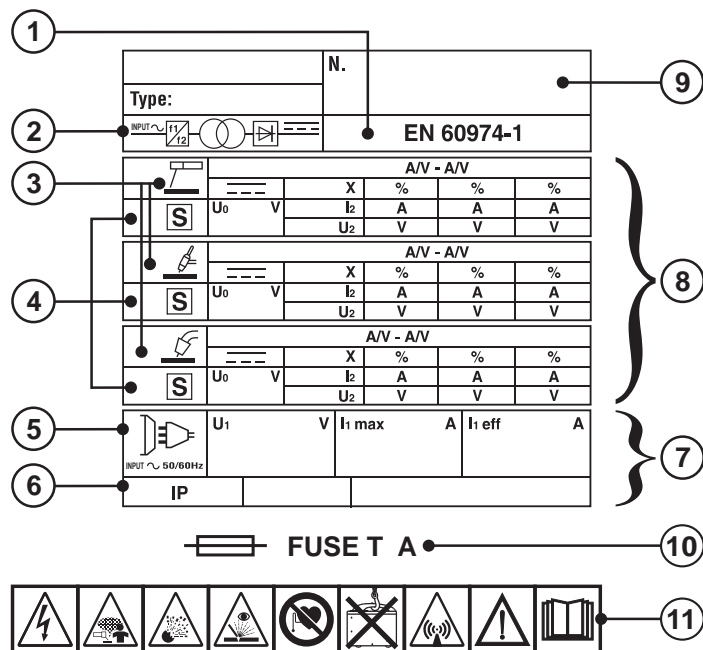 1
N.
9
Type:
2
INPUT ~ f1 f2
EN 60974-1
3
A/V - A/V
X % % %
S U0 V I2 A A A
U2 V V V
4
A/V - A/V
X % % %
S U0 V I2 A A A
U2 V V V
8
A/V - A/V
X % % %
S U0 V I2 A A A
U2 V V V
5
U1 V I1 max A I1 eff A
INPUT ~ 50/60Hz
7
6
IP
FUSE T A
10
11